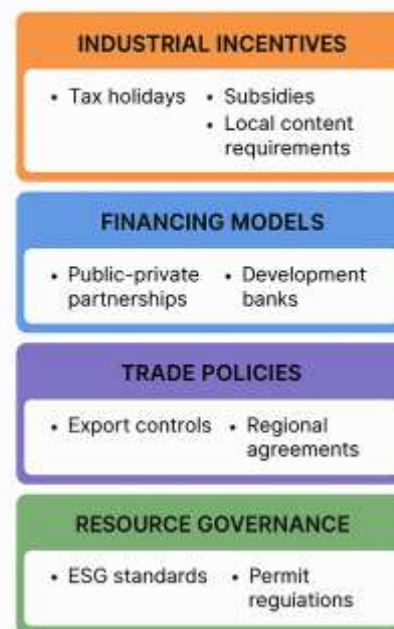 INDUSTRIAL INCENTIVES
• Tax holidays
• Subsidies
• Local content
requirements
FINANCING MODELS
• Public-private
partnerships
• Development
banks
TRADE POLICIES
• Export controls
• Regional
agreements
RESOURCE GOVERNANCE
• ESG standards
• Permit
reguiations